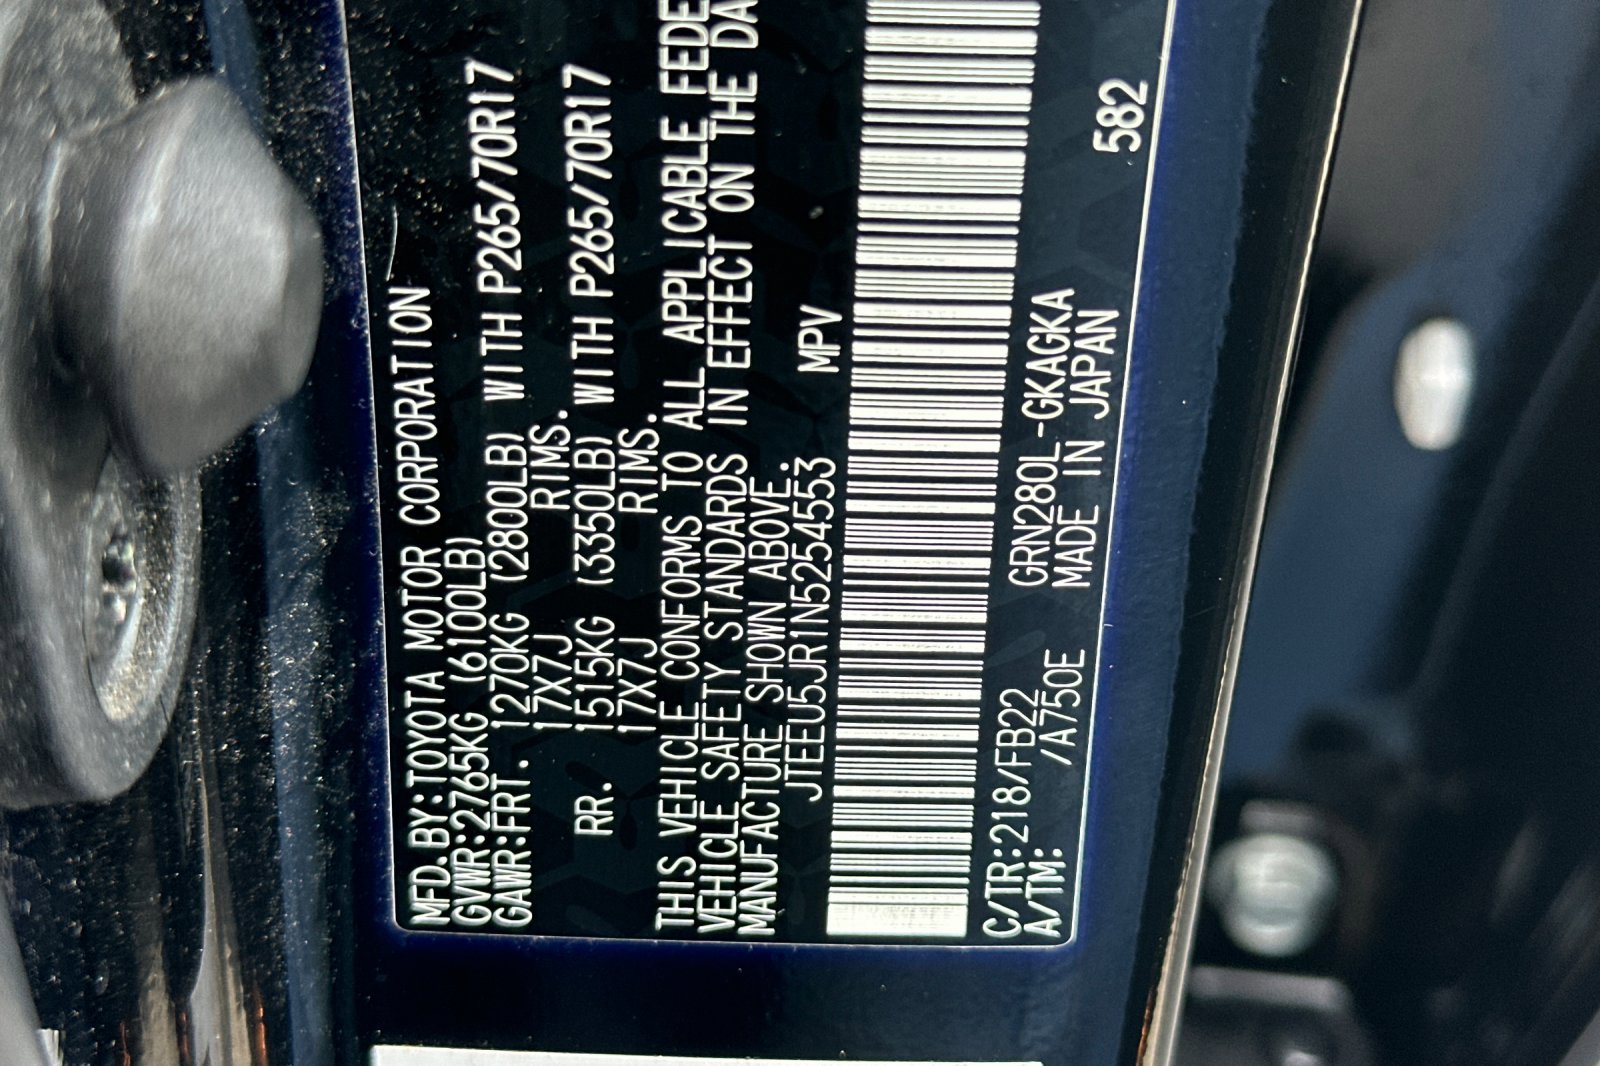 MFD.BY:TOYOTA MOTOR CORPORATION
GVWR:2765KG (6100LB)
GAWR:FRT. 1270KG (2800LB) WITH P265/70R17
17X7J RIMS.
RR. 1515KG (3350LB) WITH P265/70R17
17X7J RIMS.
THIS VEHICLE CONFORMS TO ALL APPLICABLE
VEHICLE SAFETY STANDARDS IN EFFECT ON THE
MANUFACTURE SHOWN ABOVE.
JTEEU5JR1N5254553 MPV
C/TR:218/FB22 GRN280L-GKAGKA
A/TM: /A750E MADE IN JAPAN
582